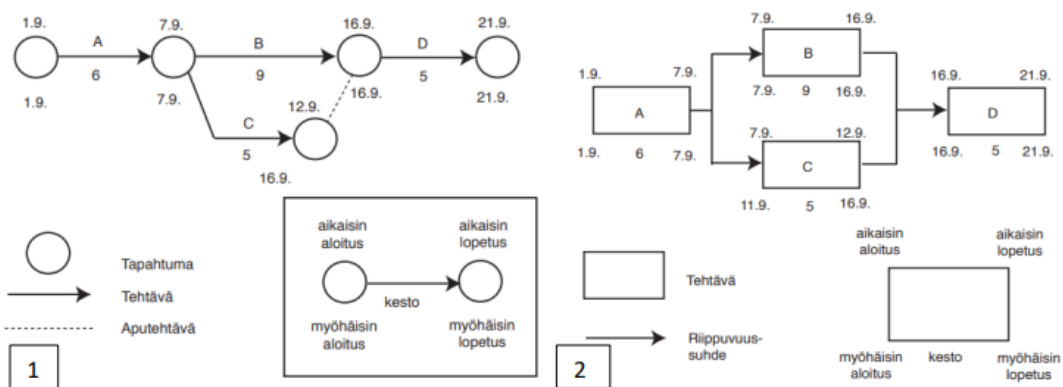 1.9.
7.9.
16.9.
21.9.
A
B
D
6
9
5
1.9.
7.9.
16.9.
21.9.
12.9.
C
5
16.9.
aikaisin
aloitus
aikaisin
lopetus
kesto
myöhäisin
aloitus
myöhäisin
lopetus
Tapahtuma
Tehtävä
Aputehtävä
1
7.9.
16.9.
B
7.9.
9
16.9.
1.9.
7.9.
A
1.9.
6
7.9.
7.9.
12.9.
C
11.9.
5
16.9.
16.9.
21.9.
D
16.9.
5
21.9.
Tehtävä
Riippuvuus-
suhde
aikaisin
aloitus
aikaisin
lopetus
myöhäisin
aloitus
kesto
myöhäisin
lopetus
2